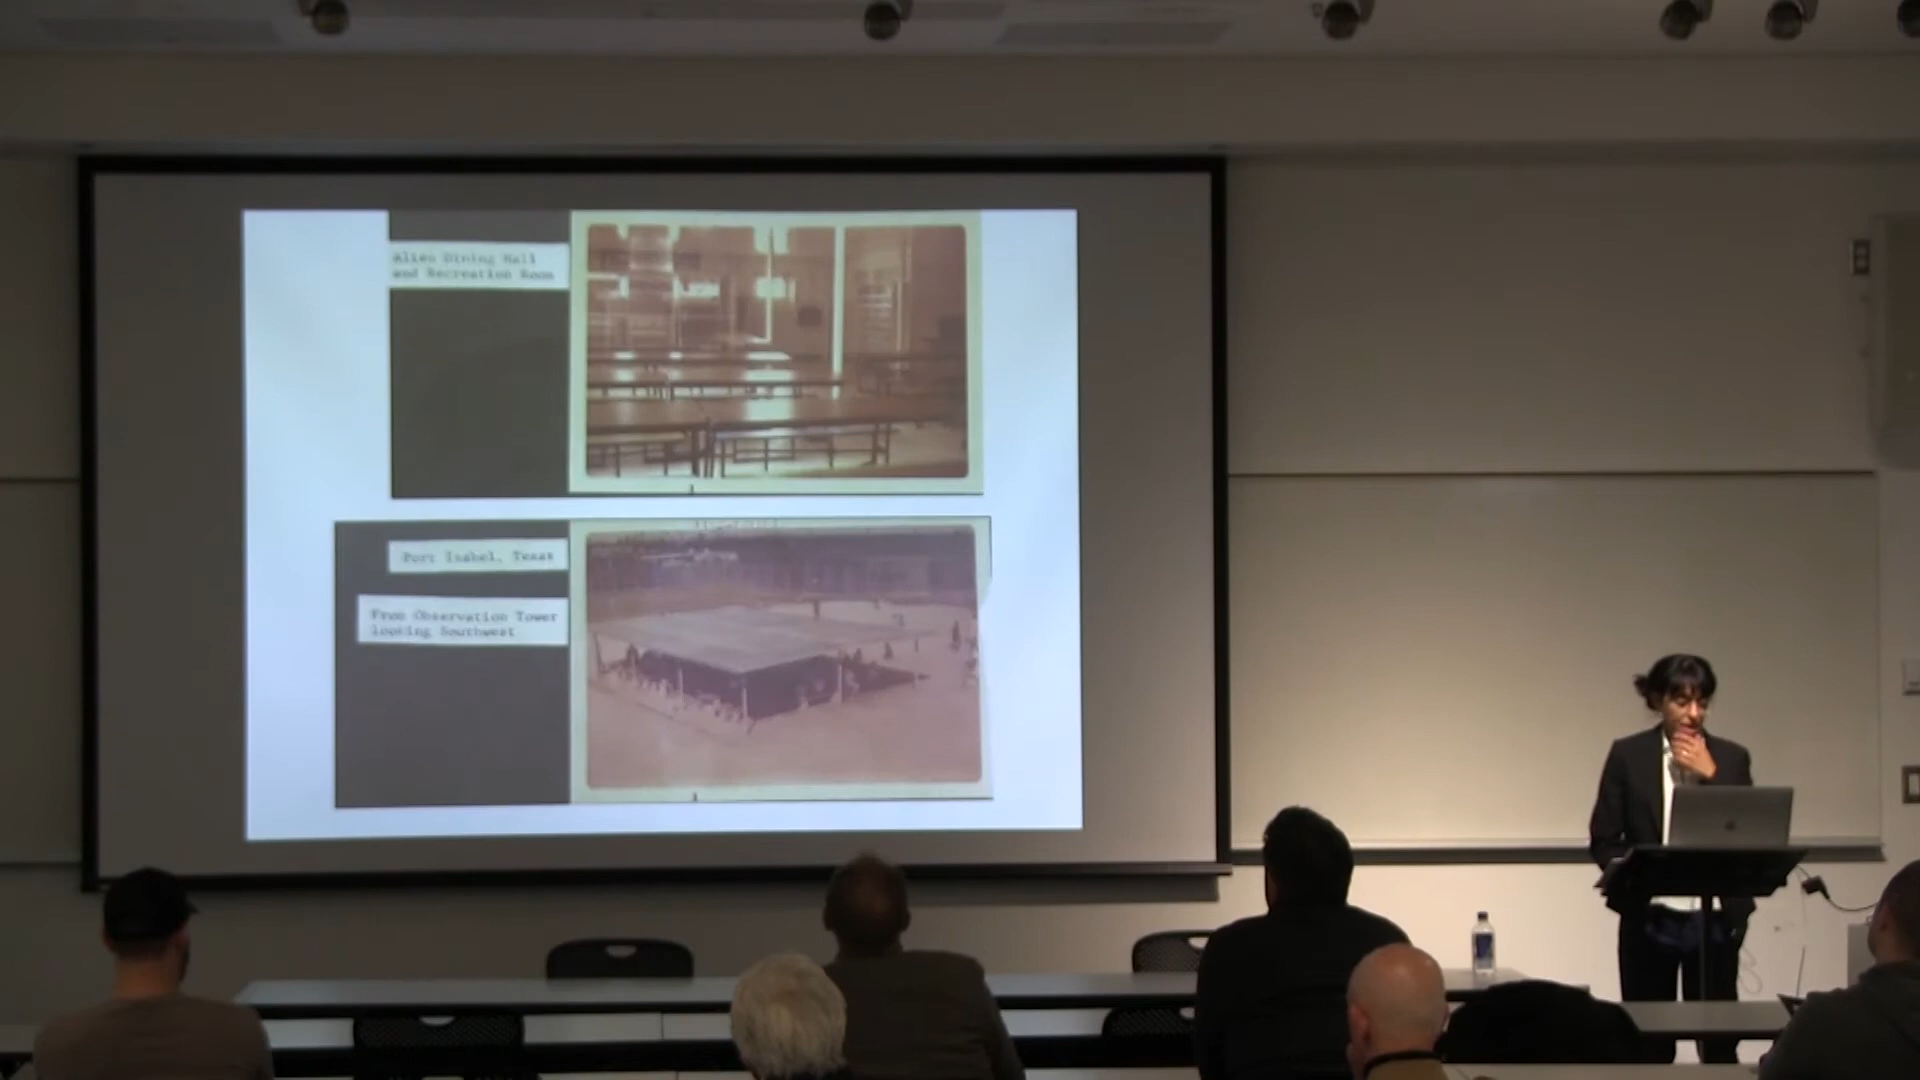 Alien Dining Hall
and Recreation Room
Port Isabel, Texas
From Observation Tower
looking Southwest